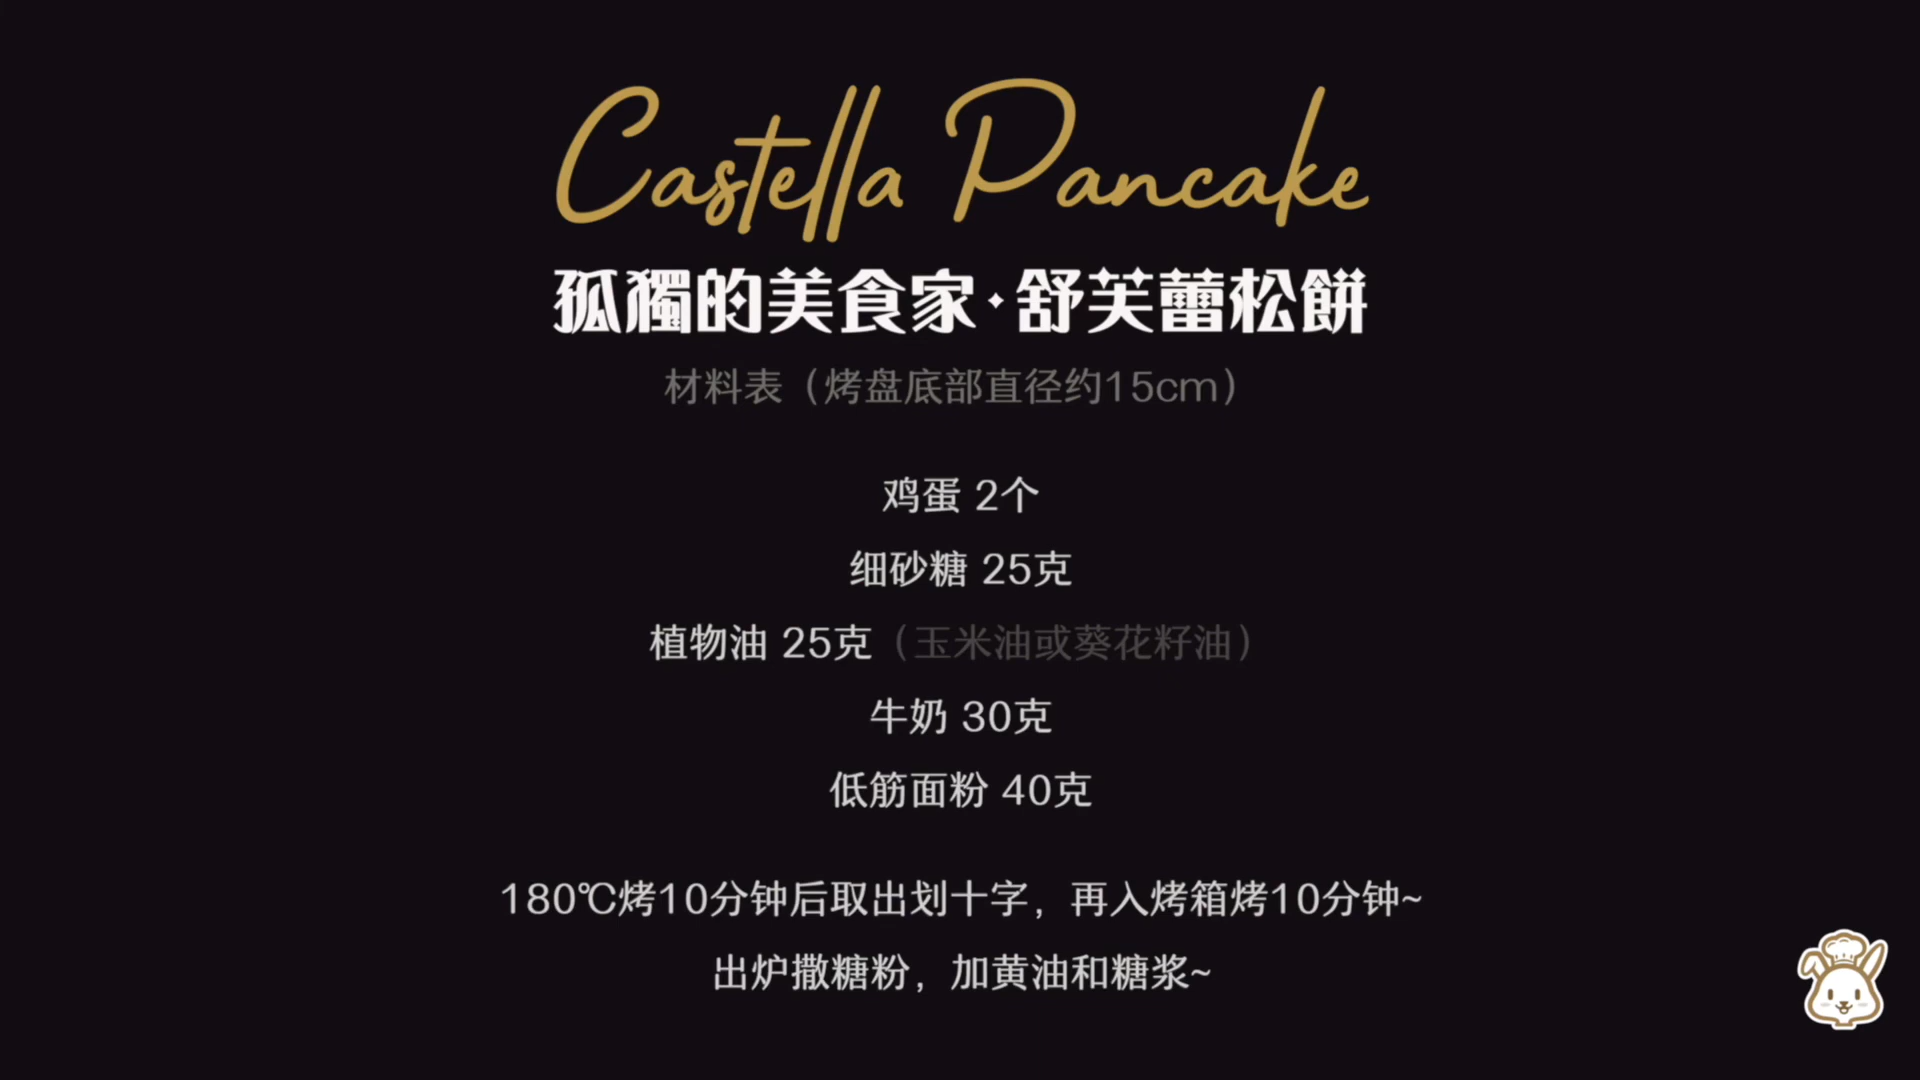 Castella Pancake
孤獨的美食家·舒芙蕾松餅
材料表（烤盘底部直径约15cm）
鸡蛋 2个
细砂糖 25克
植物油 25克（玉米油或葵花籽油）
牛奶 30克
低筋面粉 40克
180℃烤10分钟后取出划十字，再入烤箱烤10分钟~
出炉撒糖粉，加黄油和糖浆~